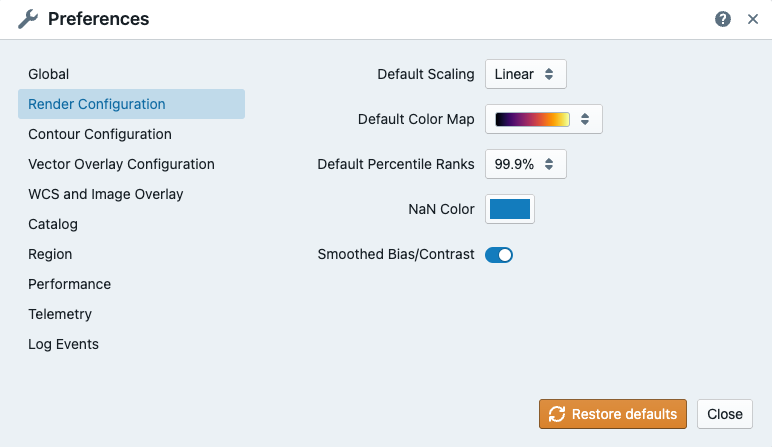 Preferences
Global
Render Configuration
Contour Configuration
Vector Overlay Configuration
WCS and Image Overlay
Catalog
Region
Performance
Telemetry
Log Events
Default Scaling Linear
Default Color Map
Default Percentile Ranks 99.9%
NaN Color
Smoothed Bias/Contrast
Restore defaults Close